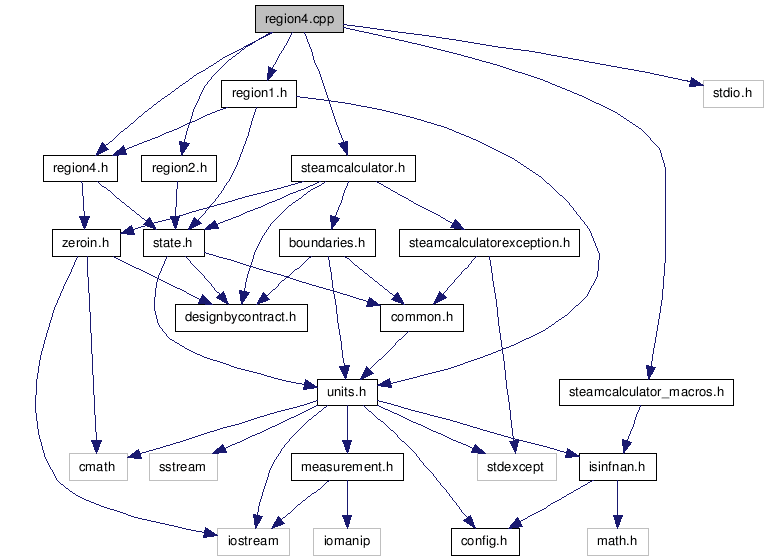 region4.cpp
region1.h
stdio.h
region4.h
region2.h
steamcalculator.h
zeroin.h
state.h
boundaries.h
steamcalculatorexception.h
designbycontract.h
common.h
units.h
steamcalculator_macros.h
cmath
sstream
measurement.h
stdexcept
isinfnan.h
iostream
iomanip
config.h
math.h